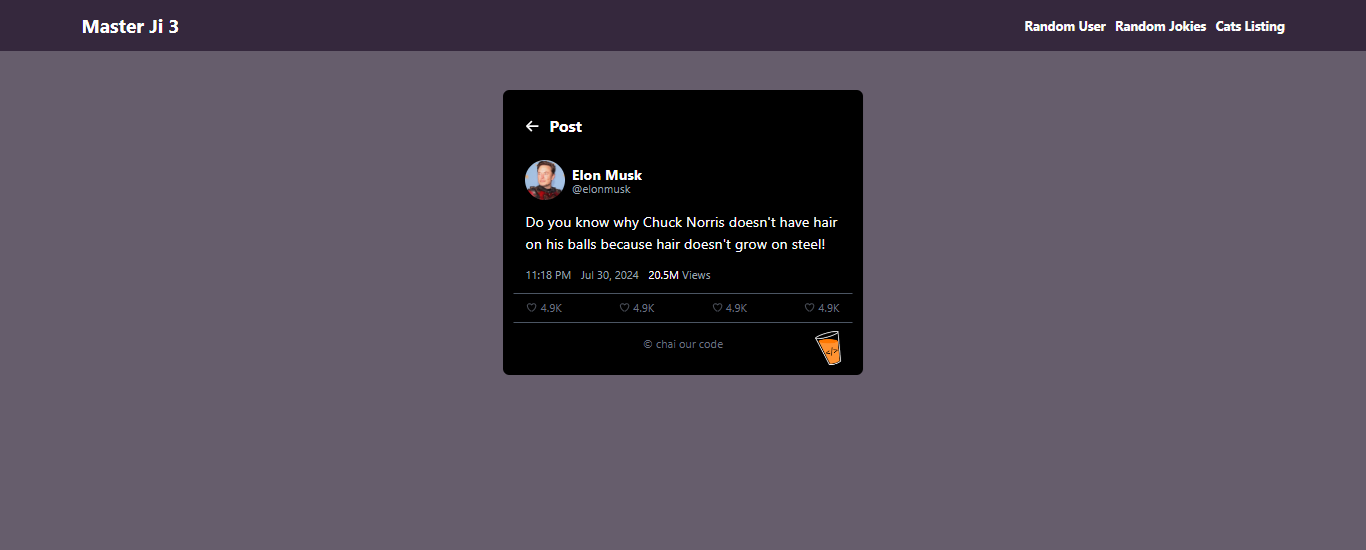 Master Ji 3
Random User Random Jokies Cats Listing
Post
Elon Musk
@elonmusk
Do you know why Chuck Norris doesn't have hair
on his balls because hair doesn't grow on steel!
11:18 PM Jul 30, 2024 20.5M Views
4.9K 4.9K 4.9K 4.9K
© chai our code
</>